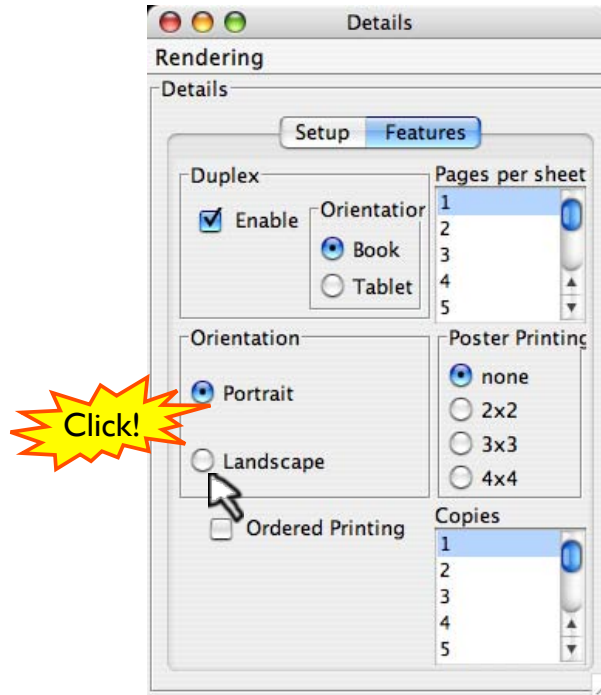 Details
Rendering
Details
Setup Features
Duplex
Enable
Orientatior
Book
Tablet
Pages per sheet
1
2
3
4
5
Orientation
Portrait
Click!
Landscape
Poster Printing
none
2x2
3x3
4x4
Ordered Printing
Copies
1
2
3
4
5